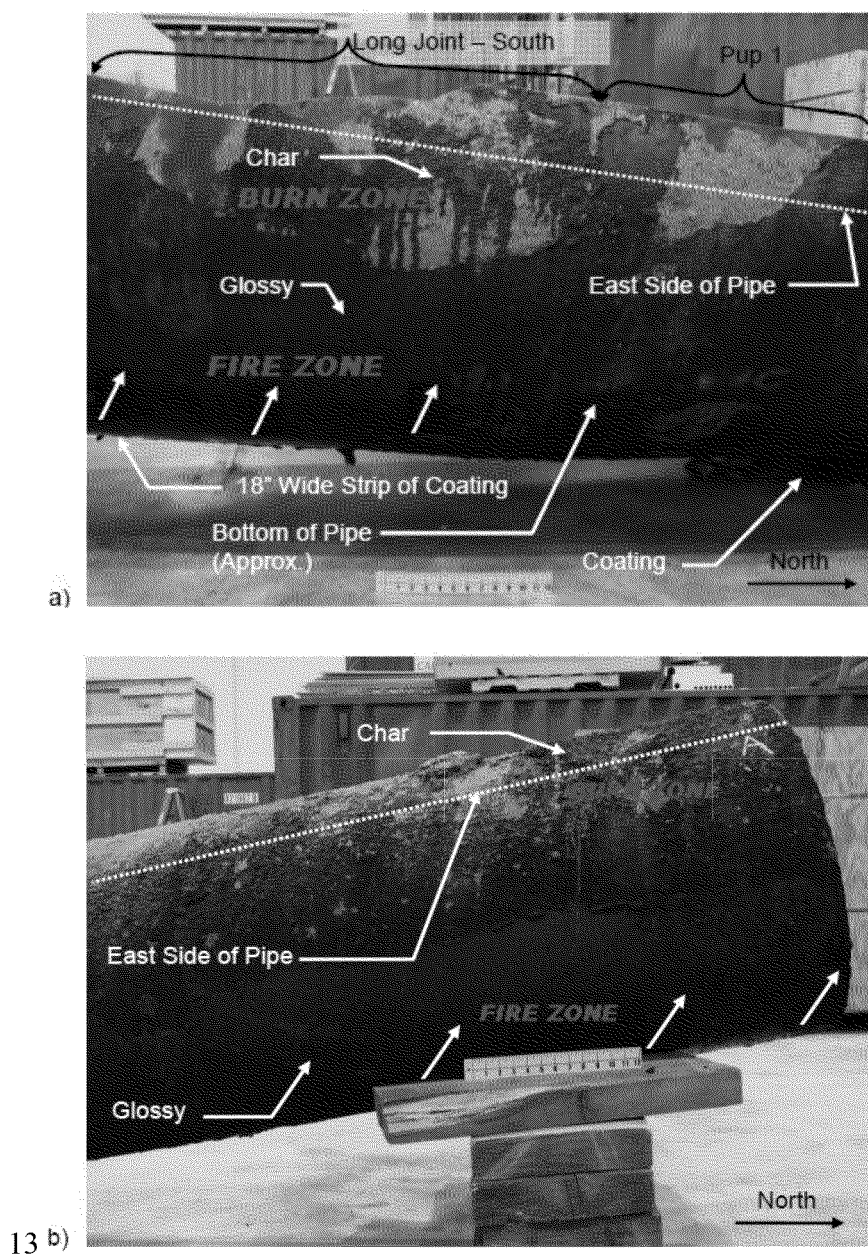 Long Joint – South
Pup 1
Char
BURN ZONE
Glossy
East Side of Pipe
FIRE ZONE
18" Wide Strip of Coating
Bottom of Pipe
(Approx.)
Coating
North
a)
Char
BURN ZONE
A
East Side of Pipe
FIRE ZONE
Glossy
North
13 b)